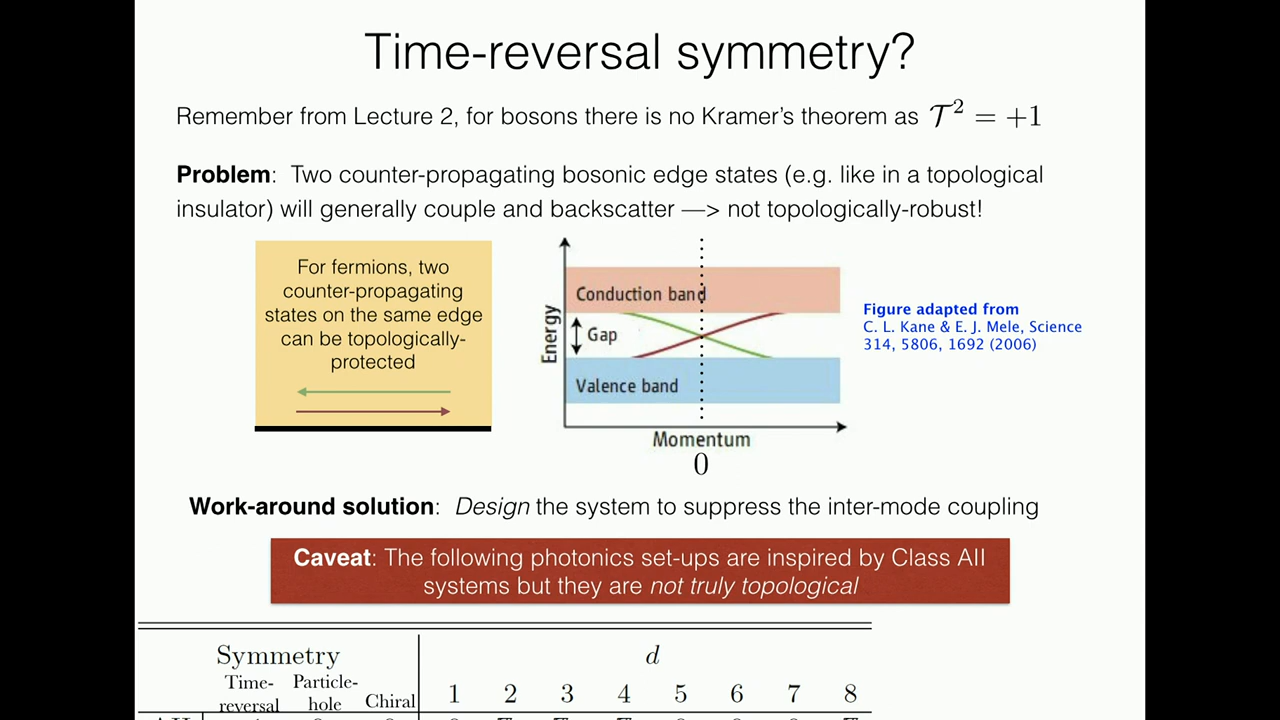 Time-reversal symmetry?
Remember from Lecture 2, for bosons there is no Kramer's theorem as 𝒯² = +1
Problem: Two counter-propagating bosonic edge states (e.g. like in a topological
insulator) will generally couple and backscatter —> not topologically-robust!
For fermions, two
counter-propagating
states on the same edge
can be topologically-
protected
Energy
Conduction band
Gap
Valence band
Momentum
0
Figure adapted from
C. L. Kane & E. J. Mele, Science
314, 5806, 1692 (2006)
Work-around solution: Design the system to suppress the inter-mode coupling
Caveat: The following photonics set-ups are inspired by Class AII
systems but they are not truly topological
Symmetry d
Time- Particle-
reversal hole Chiral 1 2 3 4 5 6 7 8